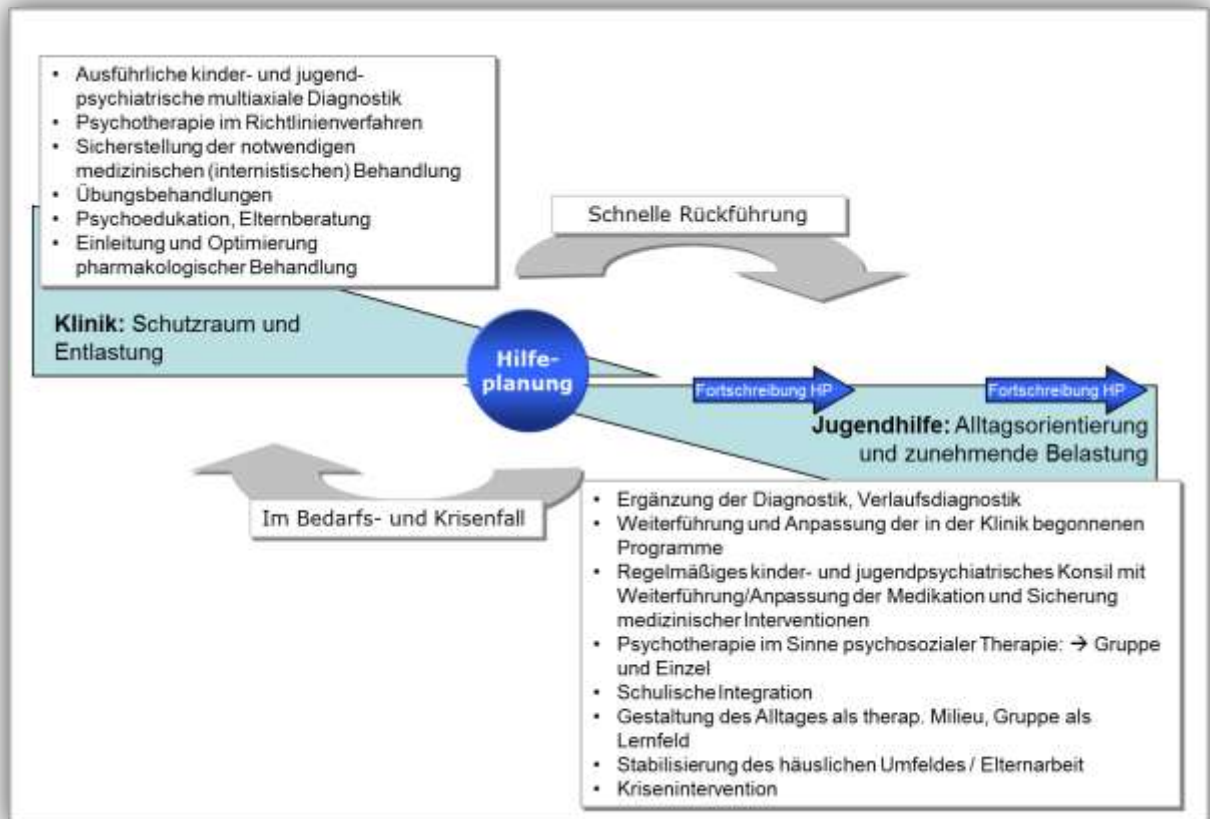 • Ausführliche kinder- und jugend-
psychiatrische multiaxiale Diagnostik
• Psychotherapie im Richtlinienverfahren
• Sicherstellung der notwendigen
medizinischen (internistischen) Behandlung
• Übungsbehandlungen
• Psychoedukation, Elternberatung
• Einleitung und Optimierung
pharmakologischer Behandlung
Schnelle Rückführung
Klinik: Schutzraum und
Entlastung
Hilfe-
planung
Fortschreibung HP
Fortschreibung HP
Jugendhilfe: Alltagsorientierung
und zunehmende Belastung
Im Bedarfs- und Krisenfall
• Ergänzung der Diagnostik, Verlaufsdiagnostik
• Weiterführung und Anpassung der in der Klinik begonnenen
Programme
• Regelmäßiges kinder- und jugendpsychiatrisches Konsil mit
Weiterführung/Anpassung der Medikation und Sicherung
medizinischer Interventionen
• Psychotherapie im Sinne psychosozialer Therapie: → Gruppe
und Einzel
• Schulische Integration
• Gestaltung des Alltages als therap. Milieu, Gruppe als
Lernfeld
• Stabilisierung des häuslichen Umfeldes / Elternarbeit
• Krisenintervention